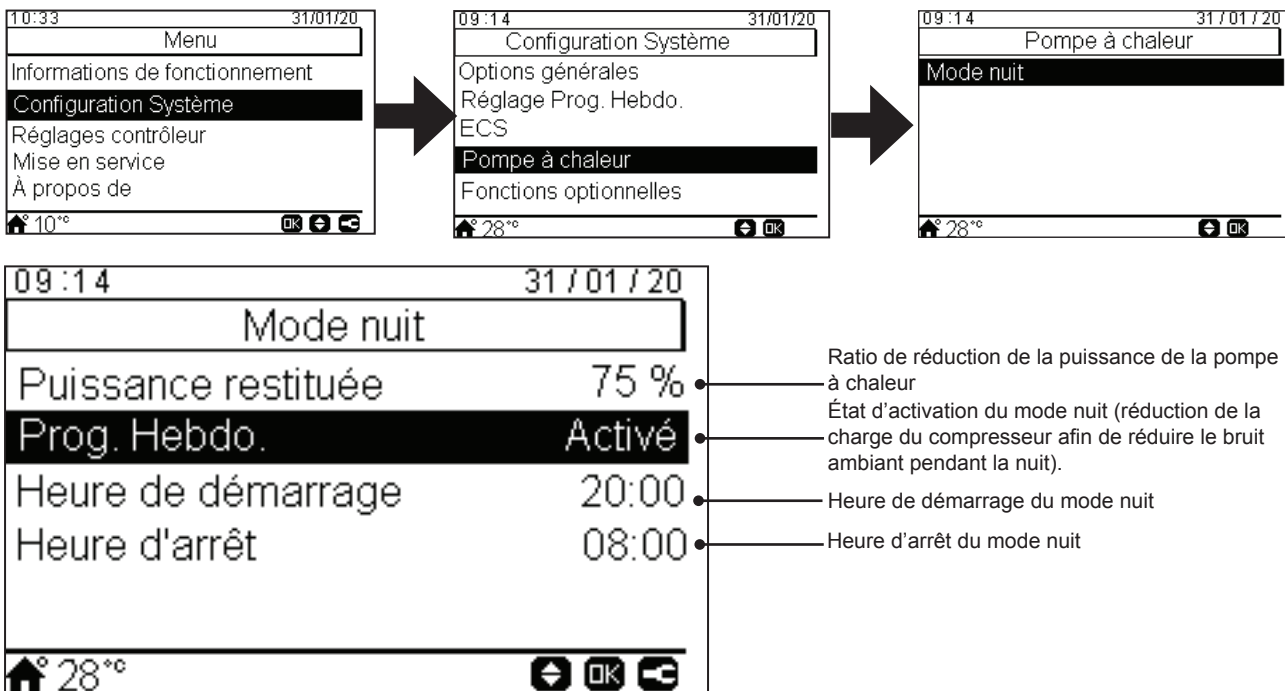 10:33 31/01/20
Menu
Informations de fonctionnement
Configuration Système
Réglages contrôleur
Mise en service
À propos de
10°c OK
09:14 31/01/20
Configuration Système
Options générales
Réglage Prog. Hebdo.
ECS
Pompe à chaleur
Fonctions optionnelles
28°c OK
09:14 31/01/20
Pompe à chaleur
Mode nuit
28°c OK
09:14 31/01/20
Mode nuit
Puissance restituée 75 %
Prog. Hebdo. Activé
Heure de démarrage 20:00
Heure d'arrêt 08:00
28°c OK
Ratio de réduction de la puissance de la pompe
à chaleur
État d’activation du mode nuit (réduction de la
charge du compresseur afin de réduire le bruit
ambiant pendant la nuit).
Heure de démarrage du mode nuit
Heure d’arrêt du mode nuit